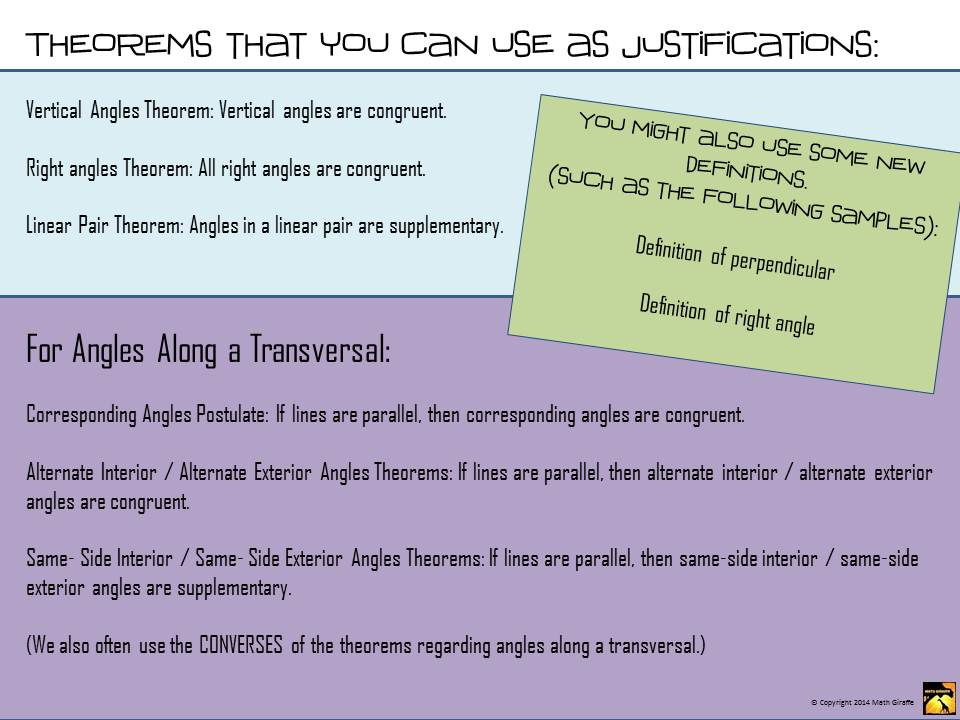 THEOREMS THAT YOU CAN USE AS JUSTIFICATIONS:
Vertical Angles Theorem: Vertical angles are congruent.
Right angles Theorem: All right angles are congruent.
Linear Pair Theorem: Angles in a linear pair are supplementary.
YOU MIGHT ALSO USE SOME NEW
DEFINITIONS.
(SUCH AS THE FOLLOWING SAMPLES):
Definition of perpendicular
Definition of right angle
For Angles Along a Transversal:
Corresponding Angles Postulate: If lines are parallel, then corresponding angles are congruent.
Alternate Interior / Alternate Exterior Angles Theorems: If lines are parallel, then alternate interior / alternate exterior
angles are congruent.
Same- Side Interior / Same- Side Exterior Angles Theorems: If lines are parallel, then same-side interior / same-side
exterior angles are supplementary.
(We also often use the CONVERSES of the theorems regarding angles along a transversal.)
© Copyright 2014 Math Giraffe
MATH GIRAFFE